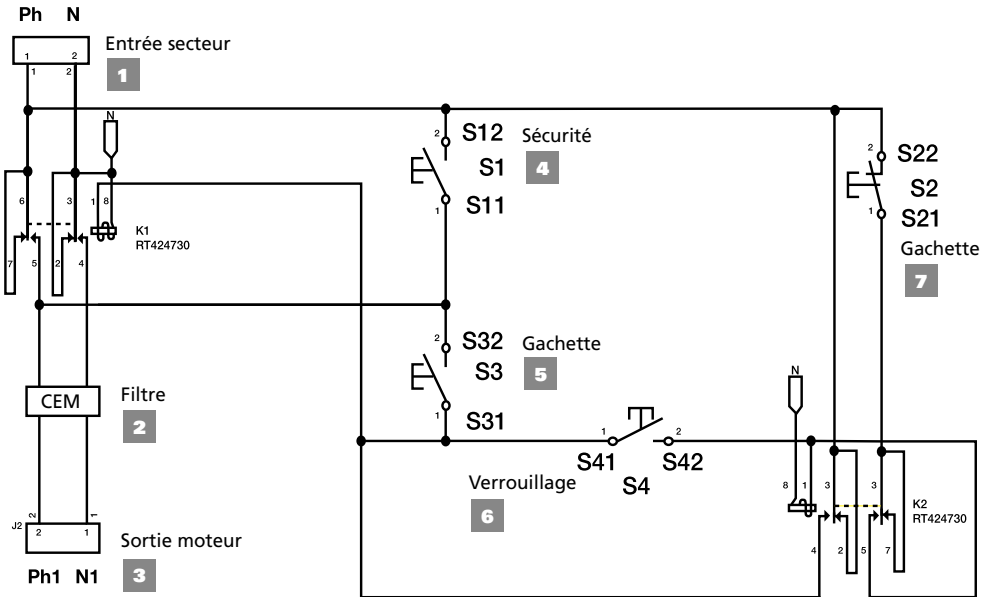 Ph N
Entrée secteur
1 2
1 2
1
N
2 S12 Sécurité
S1 4
1 S11
2 S22
S2
1 S21
Gachette
7
6 3 1 8
K1
RT424730
7 5 2 4
2 S32 Gachette
S3 5
1 S31
CEM Filtre
2
N
1 2
S41 S42
S4
Verrouillage
6
8 1 3 3
K2
RT424730
4 2 5 7
2 1
J2
2 1
Sortie moteur
Ph1 N1 3